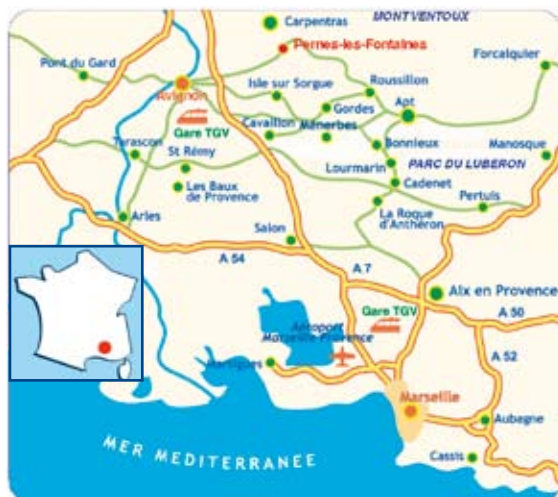 Carpentras
MONT VENTOUX
Pernes-les-Fontaines
Forcalquier
Pont du Gard
Avignon
Isle sur Sorgue
Roussillon
Gordes
Apt
Gare TGV
Cavaillon
Ménerbes
Tarascon
Bonnieux
Manosque
St Rémy
Lourmarin
PARC DU LUBERON
Les Baux
de Provence
Cadenet
Pertuis
Arles
La Roque
d'Anthéron
Salon
A 54
A 7
Aix en Provence
Gare TGV
A 50
Aéroport
Marseille Provence
A 52
Martigues
Marseille
Aubagne
MER MEDITERRANEE
Cassis